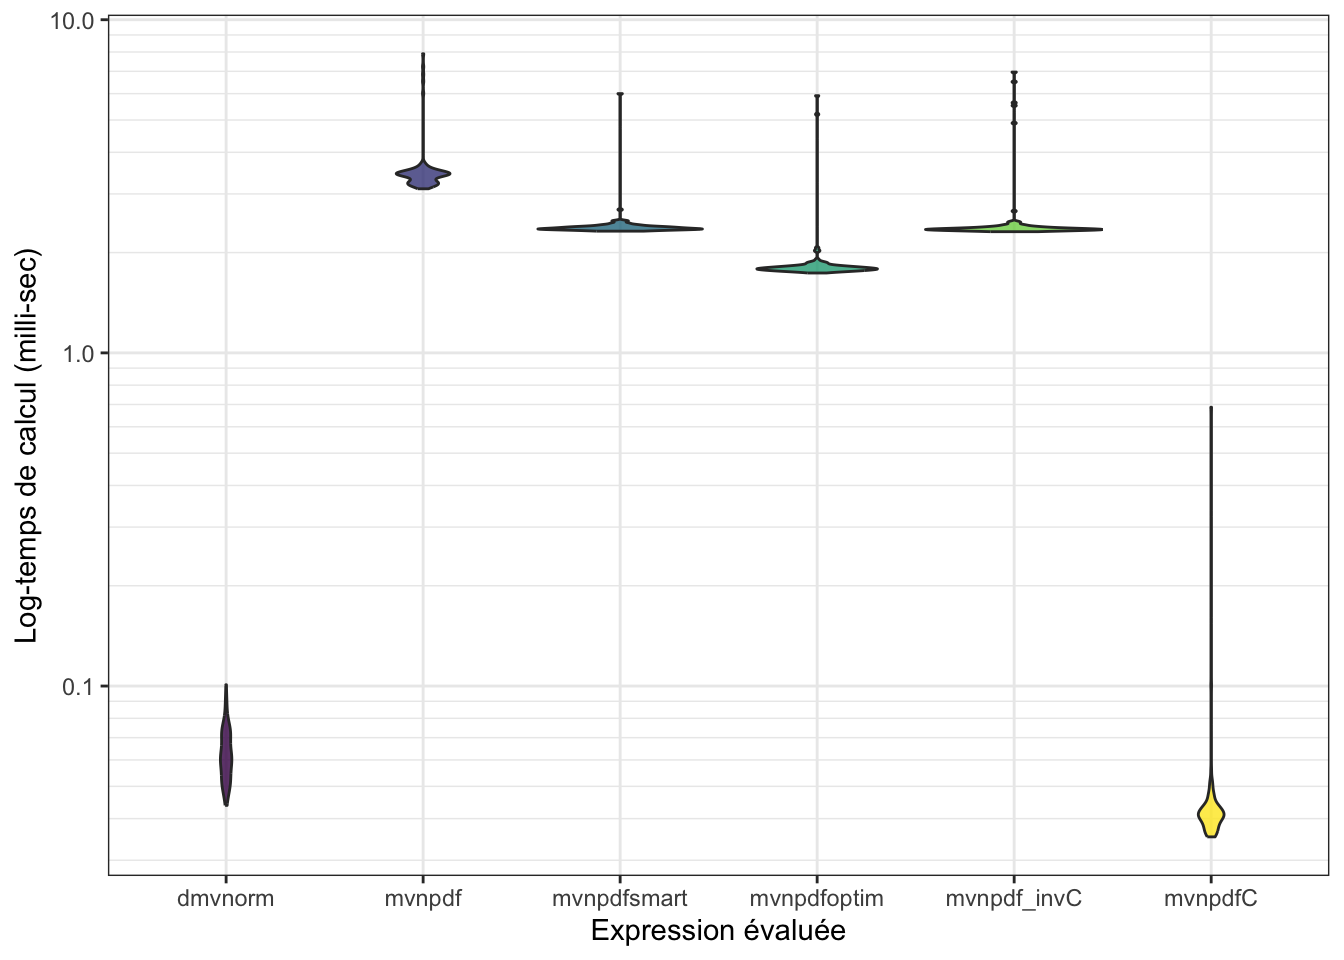 10.0
1.0
0.1
Log-temps de calcul (milli-sec)
dmvnorm
mvnpdf
mvnpdfsmart
mvnpdfoptim
mvnpdf_invC
mvnpdfC
Expression évaluée